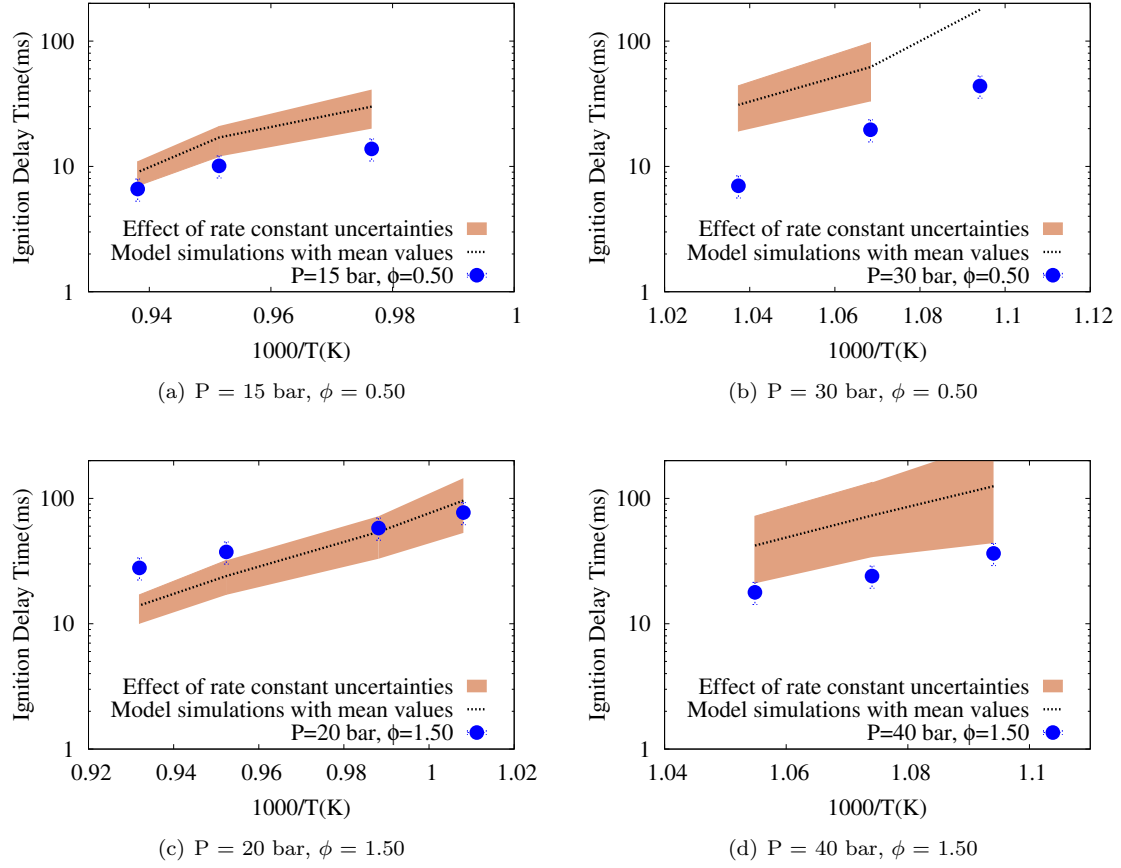 Ignition Delay Time(ms)
100
10
1
0.94
0.96
0.98
1
1000/T(K)
Effect of rate constant uncertainties
Model simulations with mean values
P=15 bar, ϕ=0.50
(a) P = 15 bar, ϕ = 0.50
Ignition Delay Time(ms)
100
10
1
1.02
1.04
1.06
1.08
1.1
1.12
1000/T(K)
Effect of rate constant uncertainties
Model simulations with mean values
P=30 bar, ϕ=0.50
(b) P = 30 bar, ϕ = 0.50
Ignition Delay Time(ms)
100
10
1
0.92
0.94
0.96
0.98
1
1.02
1000/T(K)
Effect of rate constant uncertainties
Model simulations with mean values
P=20 bar, ϕ=1.50
(c) P = 20 bar, ϕ = 1.50
Ignition Delay Time(ms)
100
10
1
1.04
1.06
1.08
1.1
1000/T(K)
Effect of rate constant uncertainties
Model simulations with mean values
P=40 bar, ϕ=1.50
(d) P = 40 bar, ϕ = 1.50